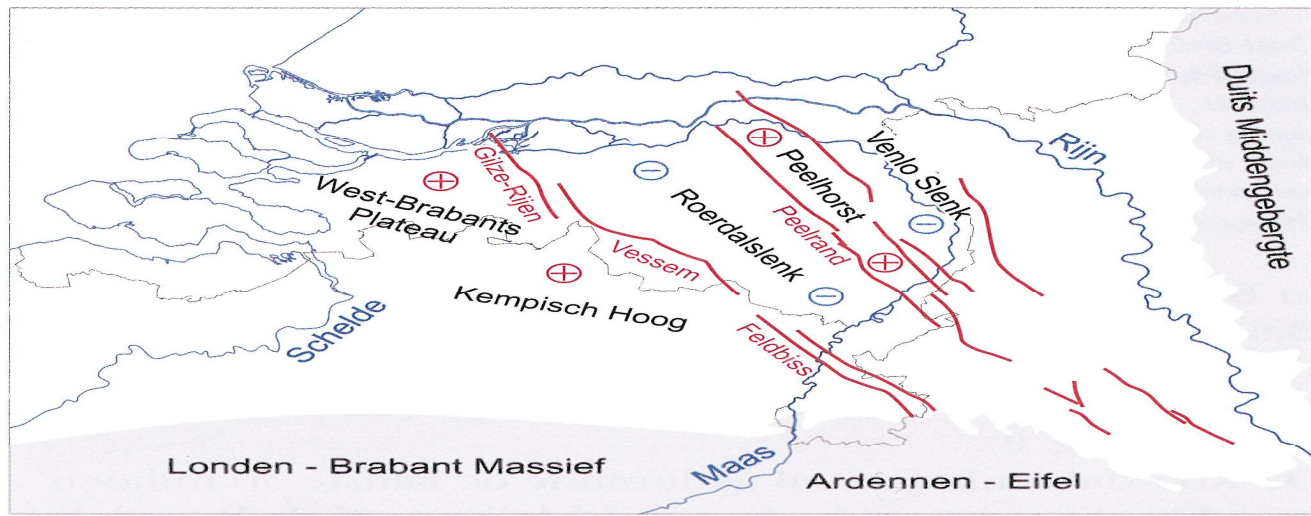 Duits Middengebergte
Rijn
Venlo Slenk
Peelhorst
Peelrand
Roerdalslenk
Gilze-Rijen
West-Brabants
Plateau
Vessem
Kempisch Hoog
Schelde
Feldbiss
Maas
Londen - Brabant Massief
Ardennen - Eifel